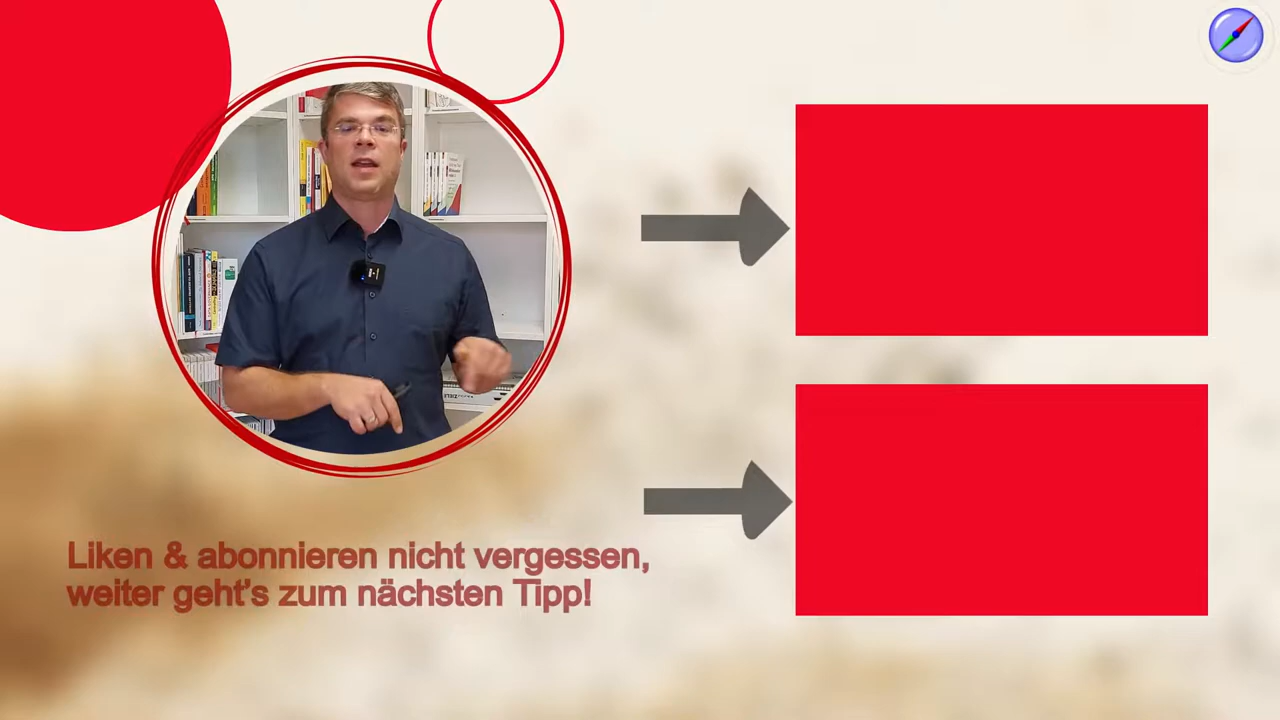 Liken & abonnieren nicht vergessen,
weiter geht's zum nächsten Tipp!